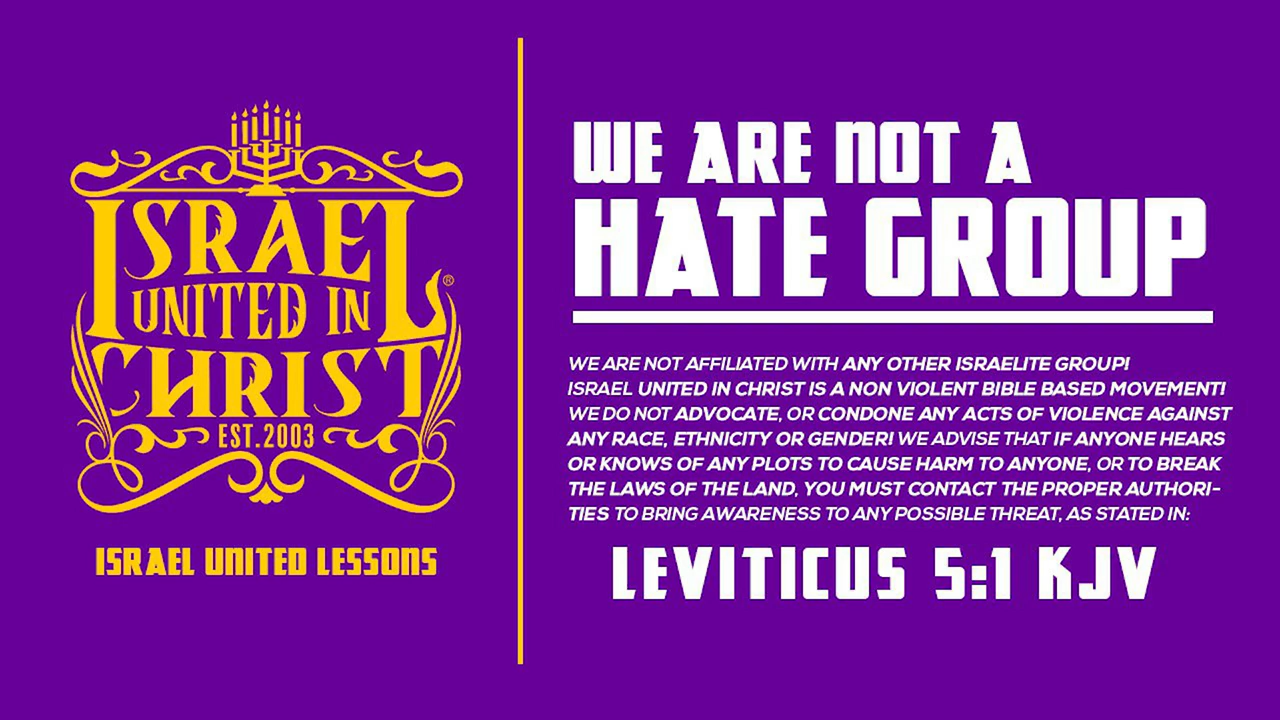 ISRAEL
UNITED IN
CHRIST
®
EST.2003
ISRAEL UNITED LESSONS
WE ARE NOT A
HATE GROUP
WE ARE NOT AFFILIATED WITH ANY OTHER ISRAELITE GROUP!
ISRAEL UNITED IN CHRIST IS A NON VIOLENT BIBLE BASED MOVEMENT!
WE DO NOT ADVOCATE, OR CONDONE ANY ACTS OF VIOLENCE AGAINST
ANY RACE, ETHNICITY OR GENDER! WE ADVISE THAT IF ANYONE HEARS
OR KNOWS OF ANY PLOTS TO CAUSE HARM TO ANYONE, OR TO BREAK
THE LAWS OF THE LAND, YOU MUST CONTACT THE PROPER AUTHORI-
TIES TO BRING AWARENESS TO ANY POSSIBLE THREAT, AS STATED IN:
LEVITICUS 5:1 KJV